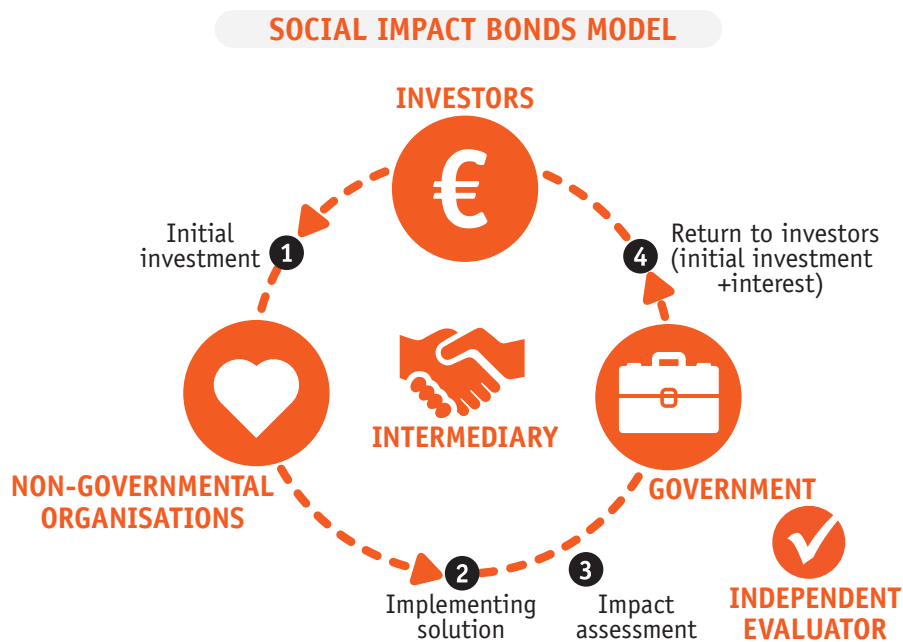 SOCIAL IMPACT BONDS MODEL
INVESTORS
€
Initial
investment
1
4
Return to investors
(initial investment
+interest)
INTERMEDIARY
NON-GOVERNMENTAL
ORGANISATIONS
GOVERNMENT
2
Implementing
solution
3
Impact
assessment
INDEPENDENT
EVALUATOR